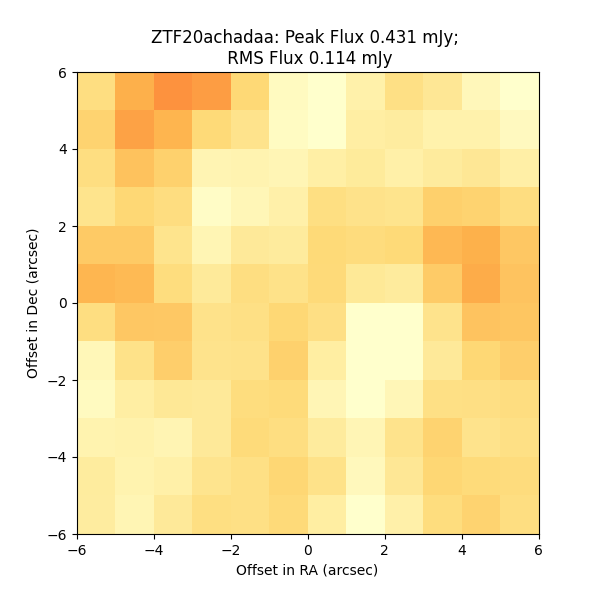 ZTF20achadaa: Peak Flux 0.431 mJy;
RMS Flux 0.114 mJy
6
4
2
0
−2
−4
−6
Offset in Dec (arcsec)
−6 −4 −2 0 2 4 6
Offset in RA (arcsec)